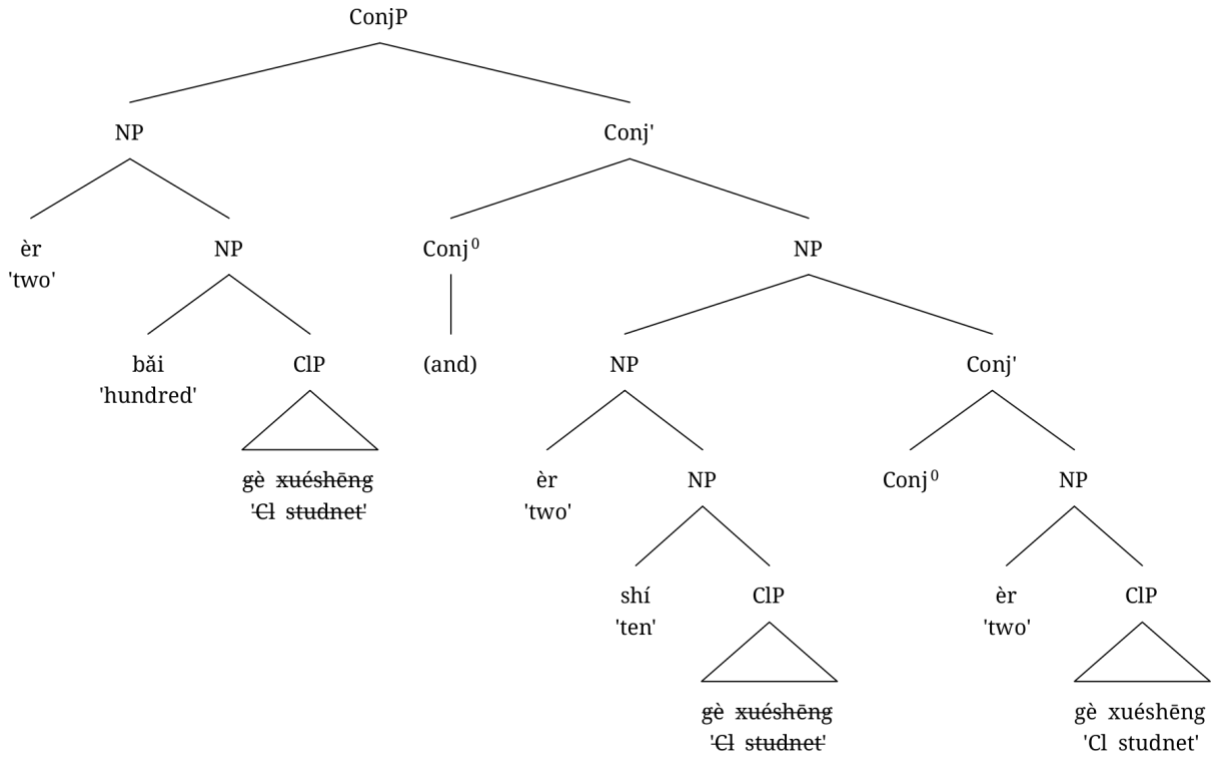 ConjP
NP Conj'
èr NP Conj⁰ NP
'two'
bǎi ClP (and) NP Conj'
'hundred'
gè xuéshēng èr NP Conj⁰ NP
'Cl studnet' 'two'
shí ClP èr ClP
'ten' 'two'
gè xuéshēng gè xuéshēng
'Cl studnet' 'Cl studnet'